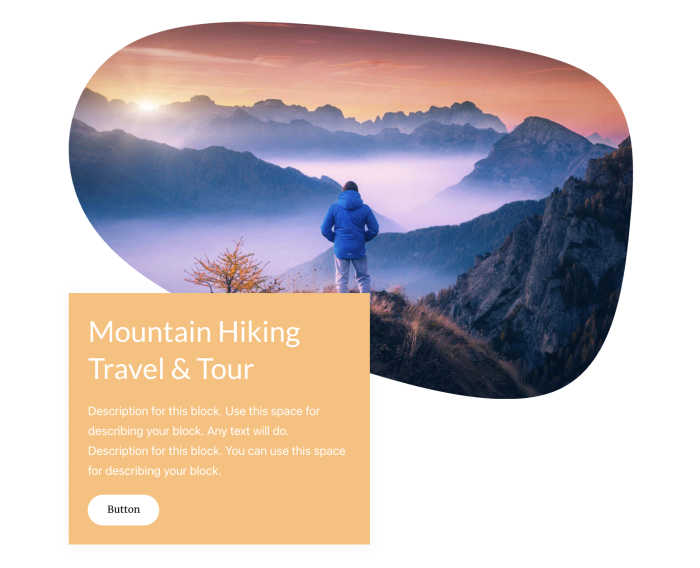 Mountain Hiking
Travel & Tour
Description for this block. Use this space for
describing your block. Any text will do.
Description for this block. You can use this space
for describing your block.
Button